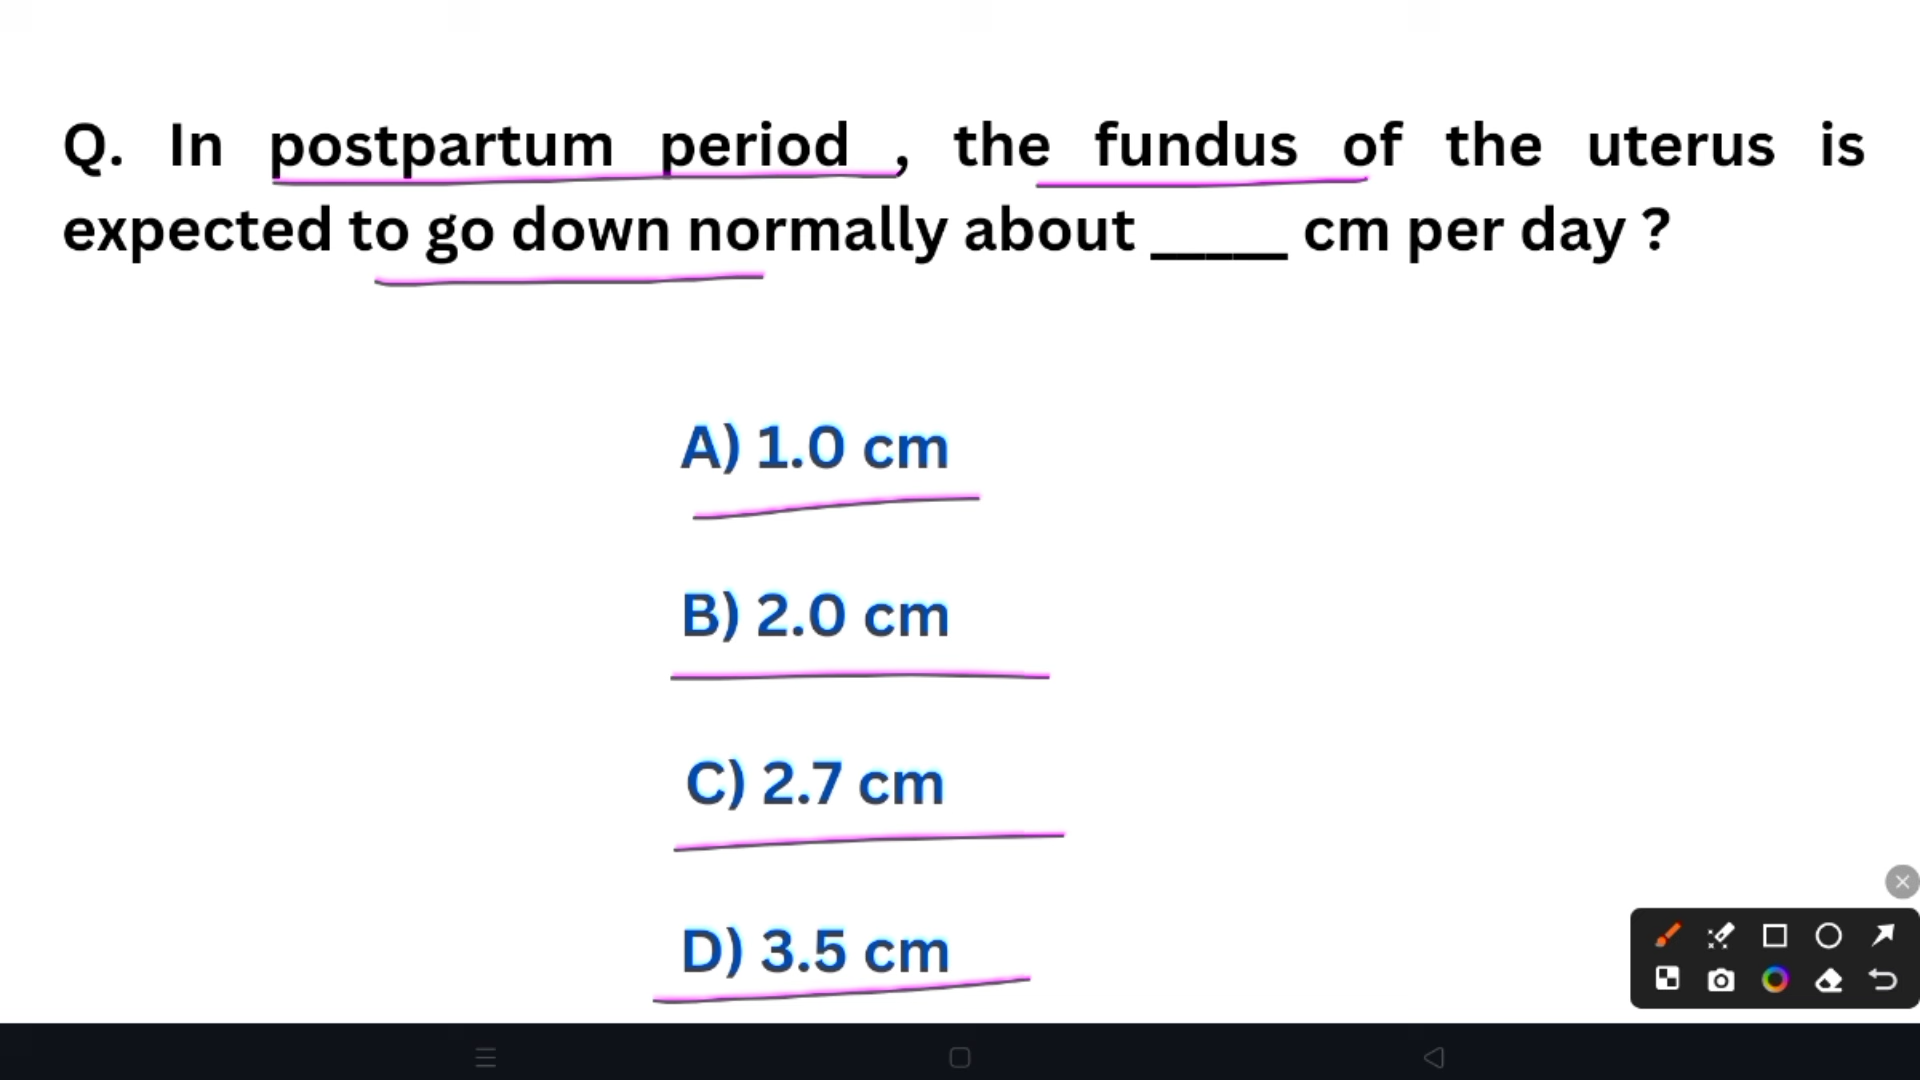 Q. In postpartum period , the fundus of the uterus is
expected to go down normally about _____ cm per day ?
A) 1.0 cm
B) 2.0 cm
C) 2.7 cm
D) 3.5 cm